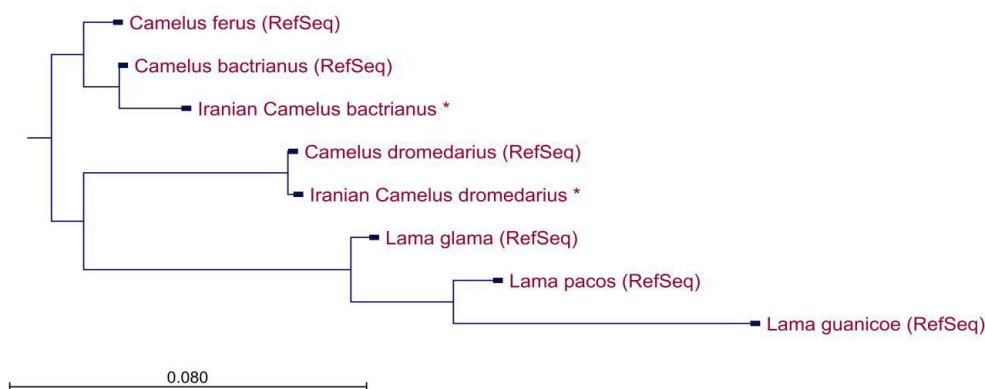 Camelus ferus (RefSeq)
Camelus bactrianus (RefSeq)
Iranian Camelus bactrianus *
Camelus dromedarius (RefSeq)
Iranian Camelus dromedarius *
Lama glama (RefSeq)
Lama pacos (RefSeq)
Lama guanicoe (RefSeq)
0.080